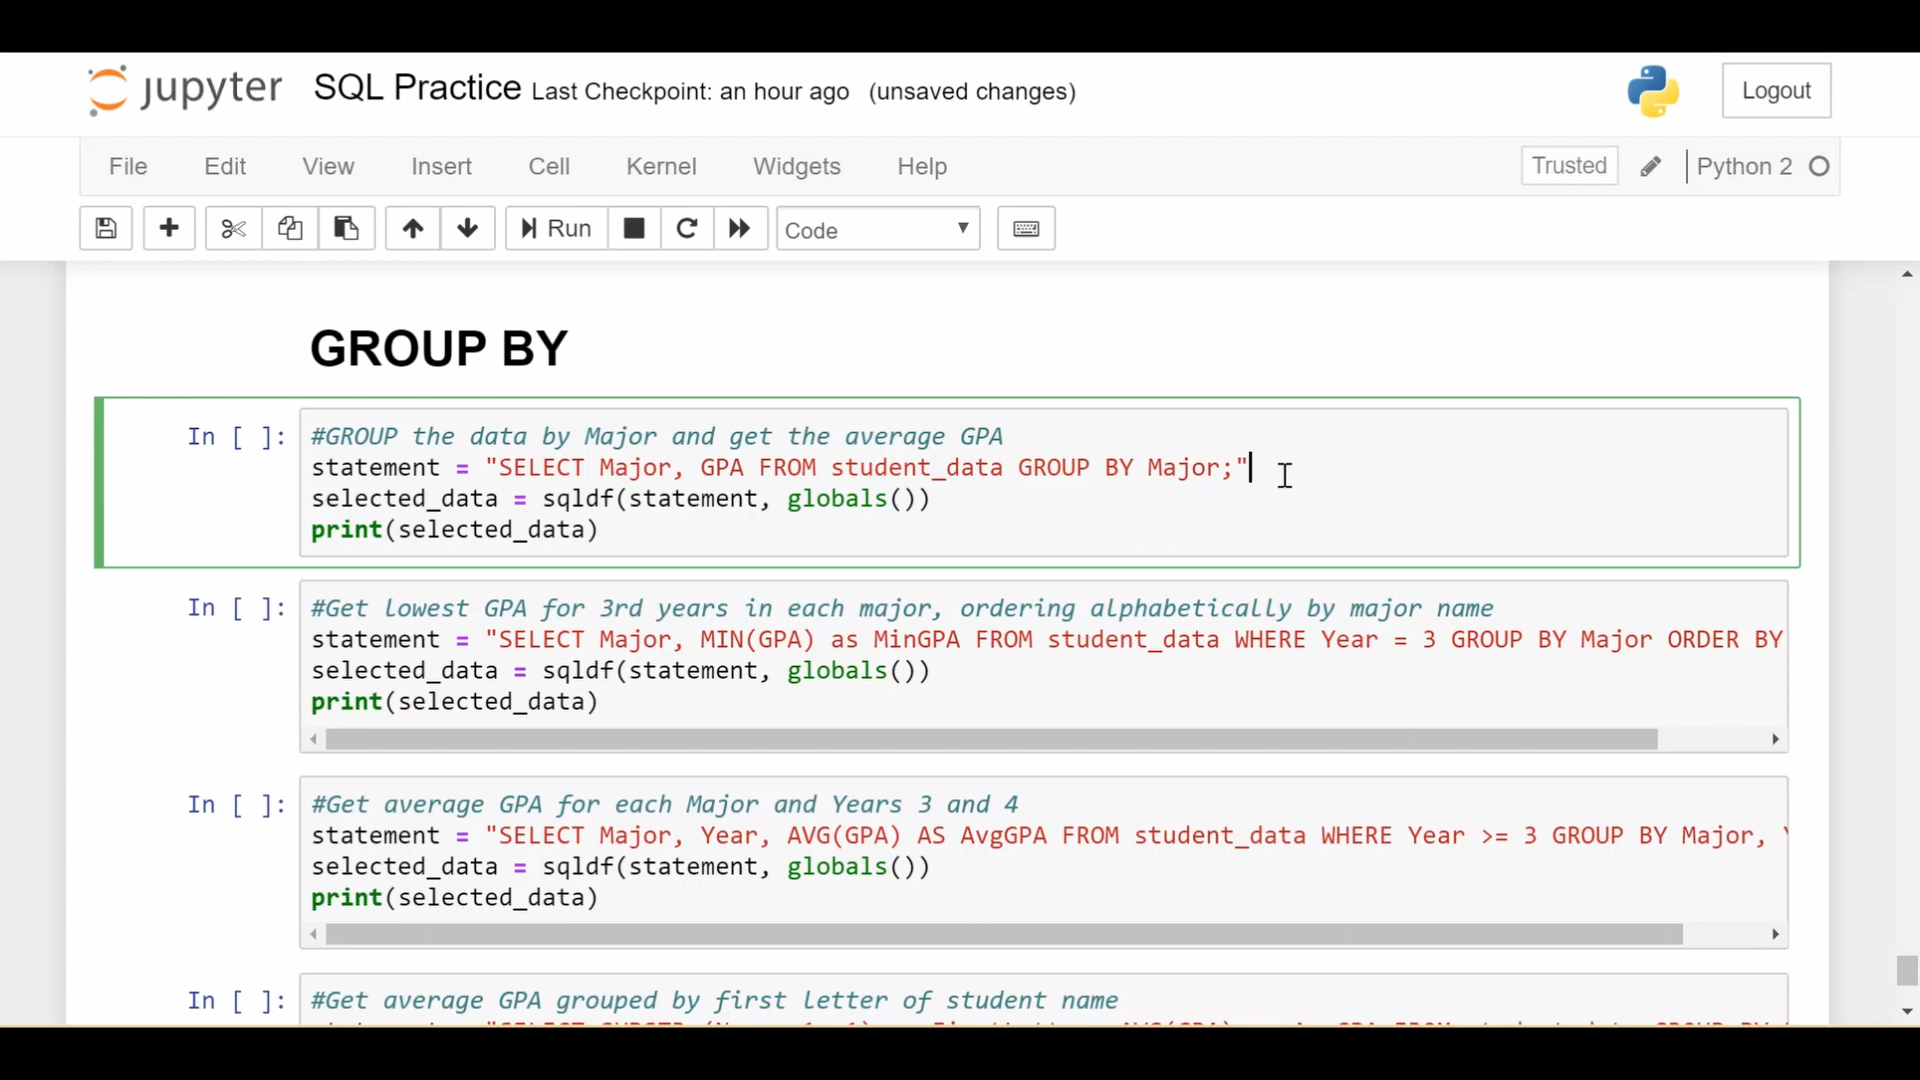 jupyter SQL Practice Last Checkpoint: an hour ago (unsaved changes) Logout
File Edit View Insert Cell Kernel Widgets Help Trusted Python 2
Run Code
GROUP BY
In [ ]: #GROUP the data by Major and get the average GPA
statement = "SELECT Major, GPA FROM student_data GROUP BY Major;"
selected_data = sqldf(statement, globals())
print(selected_data)
In [ ]: #Get lowest GPA for 3rd years in each major, ordering alphabetically by major name
statement = "SELECT Major, MIN(GPA) as MinGPA FROM student_data WHERE Year = 3 GROUP BY Major ORDER BY
selected_data = sqldf(statement, globals())
print(selected_data)
In [ ]: #Get average GPA for each Major and Years 3 and 4
statement = "SELECT Major, Year, AVG(GPA) AS AvgGPA FROM student_data WHERE Year >= 3 GROUP BY Major,
selected_data = sqldf(statement, globals())
print(selected_data)
In [ ]: #Get average GPA grouped by first letter of student name